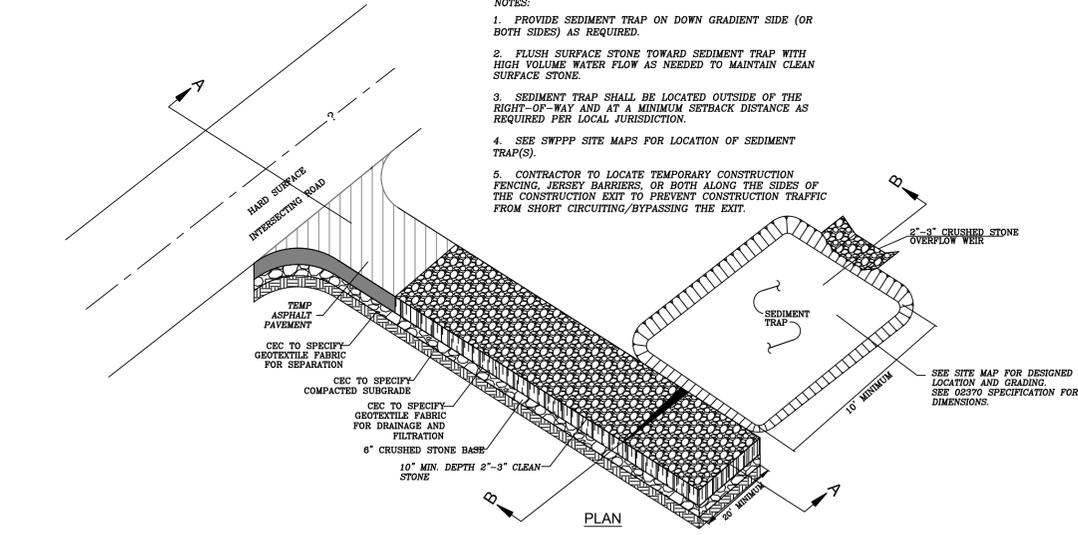 NOTES:
1. PROVIDE SEDIMENT TRAP ON DOWN GRADIENT SIDE (OR
BOTH SIDES) AS REQUIRED.
2. FLUSH SURFACE STONE TOWARD SEDIMENT TRAP WITH
HIGH VOLUME WATER FLOW AS NEEDED TO MAINTAIN CLEAN
SURFACE STONE.
3. SEDIMENT TRAP SHALL BE LOCATED OUTSIDE OF THE
RIGHT-OF-WAY AND AT A MINIMUM SETBACK DISTANCE AS
REQUIRED PER LOCAL JURISDICTION.
4. SEE SWPPP SITE MAPS FOR LOCATION OF SEDIMENT
TRAP(S).
5. CONTRACTOR TO LOCATE TEMPORARY CONSTRUCTION
FENCING, JERSEY BARRIERS, OR BOTH ALONG THE SIDES OF
THE CONSTRUCTION EXIT TO PREVENT CONSTRUCTION TRAFFIC
FROM SHORT CIRCUITING/BYPASSING THE EXIT.
A
?
HARD SURFACE
INTERSECTING ROAD
B
2"-3" CRUSHED STONE
OVERFLOW WEIR
SEDIMENT
TRAP
TEMP
ASPHALT
PAVEMENT
CEC TO SPECIFY
GEOTEXTILE FABRIC
FOR SEPARATION
CEC TO SPECIFY
COMPACTED SUBGRADE
CEC TO SPECIFY
GEOTEXTILE FABRIC
FOR DRAINAGE AND
FILTRATION
6" CRUSHED STONE BASE
10" MIN. DEPTH 2"-3" CLEAN
STONE
SEE SITE MAP FOR DESIGNED
LOCATION AND GRADING.
SEE 02370 SPECIFICATION FOR
DIMENSIONS.
10' MINIMUM
20' MINIMUM
B
A
PLAN